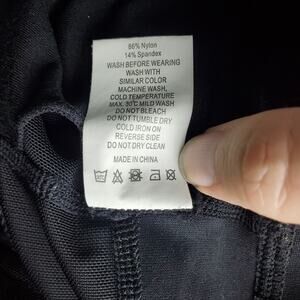 86% Nylon
14% Spandex
WASH BEFORE WEARING
WASH WITH
SIMILAR COLOR
MACHINE WASH,
COLD TEMPERATURE
MAX. 30°C MILD WASH
DO NOT BLEACH
DO NOT TUMBLE DRY
COLD IRON ON
REVERSE SIDE
DO NOT DRY CLEAN
MADE IN CHINA